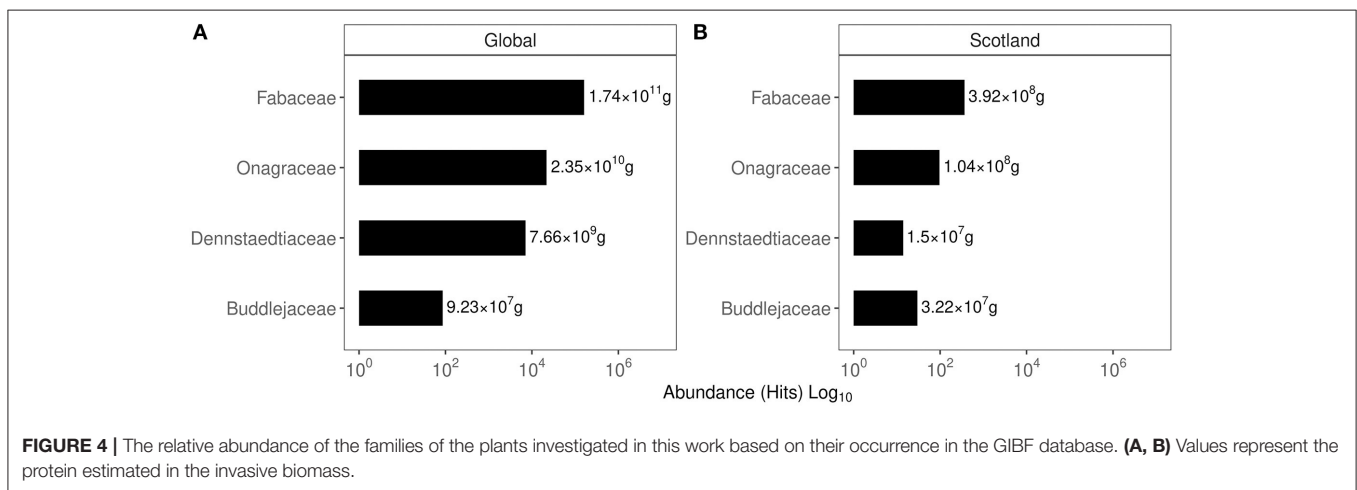 A
Global
Fabaceae
1.74×10¹¹g
Onagraceae
2.35×10¹⁰g
Dennstaedtiaceae
7.66×10⁹g
Buddlejaceae
9.23×10⁷g
10⁰ 10² 10⁴ 10⁶
B
Scotland
Fabaceae
3.92×10⁸g
Onagraceae
1.04×10⁸g
Dennstaedtiaceae
1.5×10⁷g
Buddlejaceae
3.22×10⁷g
10⁰ 10² 10⁴ 10⁶
Abundance (Hits) Log₁₀
FIGURE 4 | The relative abundance of the families of the plants investigated in this work based on their occurrence in the GIBF database. (A, B) Values represent the
protein estimated in the invasive biomass.